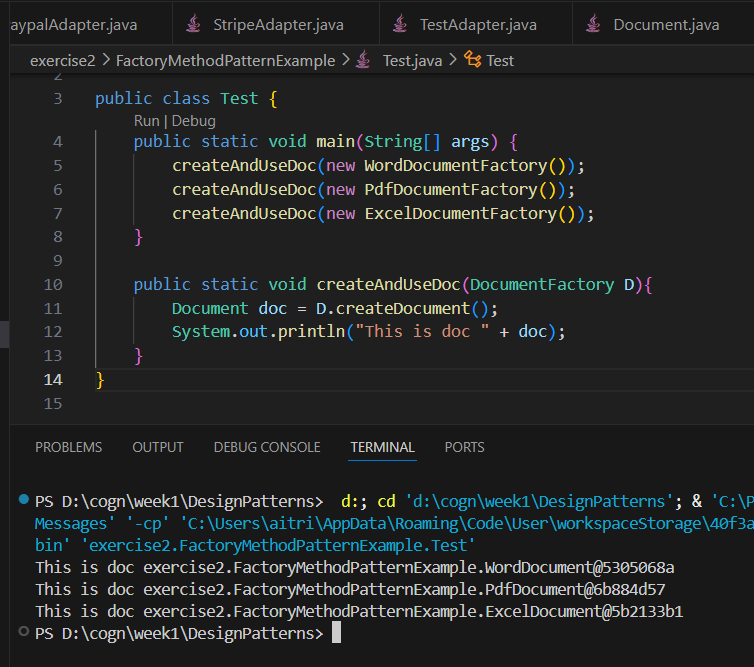 aypalAdapter.java StripeAdapter.java TestAdapter.java Document.java
exercise2 > FactoryMethodPatternExample > Test.java > Test
2
3 public class Test {
Run | Debug
4 public static void main(String[] args) {
5 createAndUseDoc(new WordDocumentFactory());
6 createAndUseDoc(new PdfDocumentFactory());
7 createAndUseDoc(new ExcelDocumentFactory());
8 }
9
10 public static void createAndUseDoc(DocumentFactory D){
11 Document doc = D.createDocument();
12 System.out.println("This is doc " + doc);
13 }
14 }
15
PROBLEMS OUTPUT DEBUG CONSOLE TERMINAL PORTS
PS D:\cogn\week1\DesignPatterns> d:; cd 'd:\cogn\week1\DesignPatterns'; & 'C:\P
Messages' '-cp' 'C:\Users\aitri\AppData\Roaming\Code\User\workspaceStorage\40f3a
bin' 'exercise2.FactoryMethodPatternExample.Test'
This is doc exercise2.FactoryMethodPatternExample.WordDocument@5305068a
This is doc exercise2.FactoryMethodPatternExample.PdfDocument@6b884d57
This is doc exercise2.FactoryMethodPatternExample.ExcelDocument@5b2133b1
PS D:\cogn\week1\DesignPatterns>